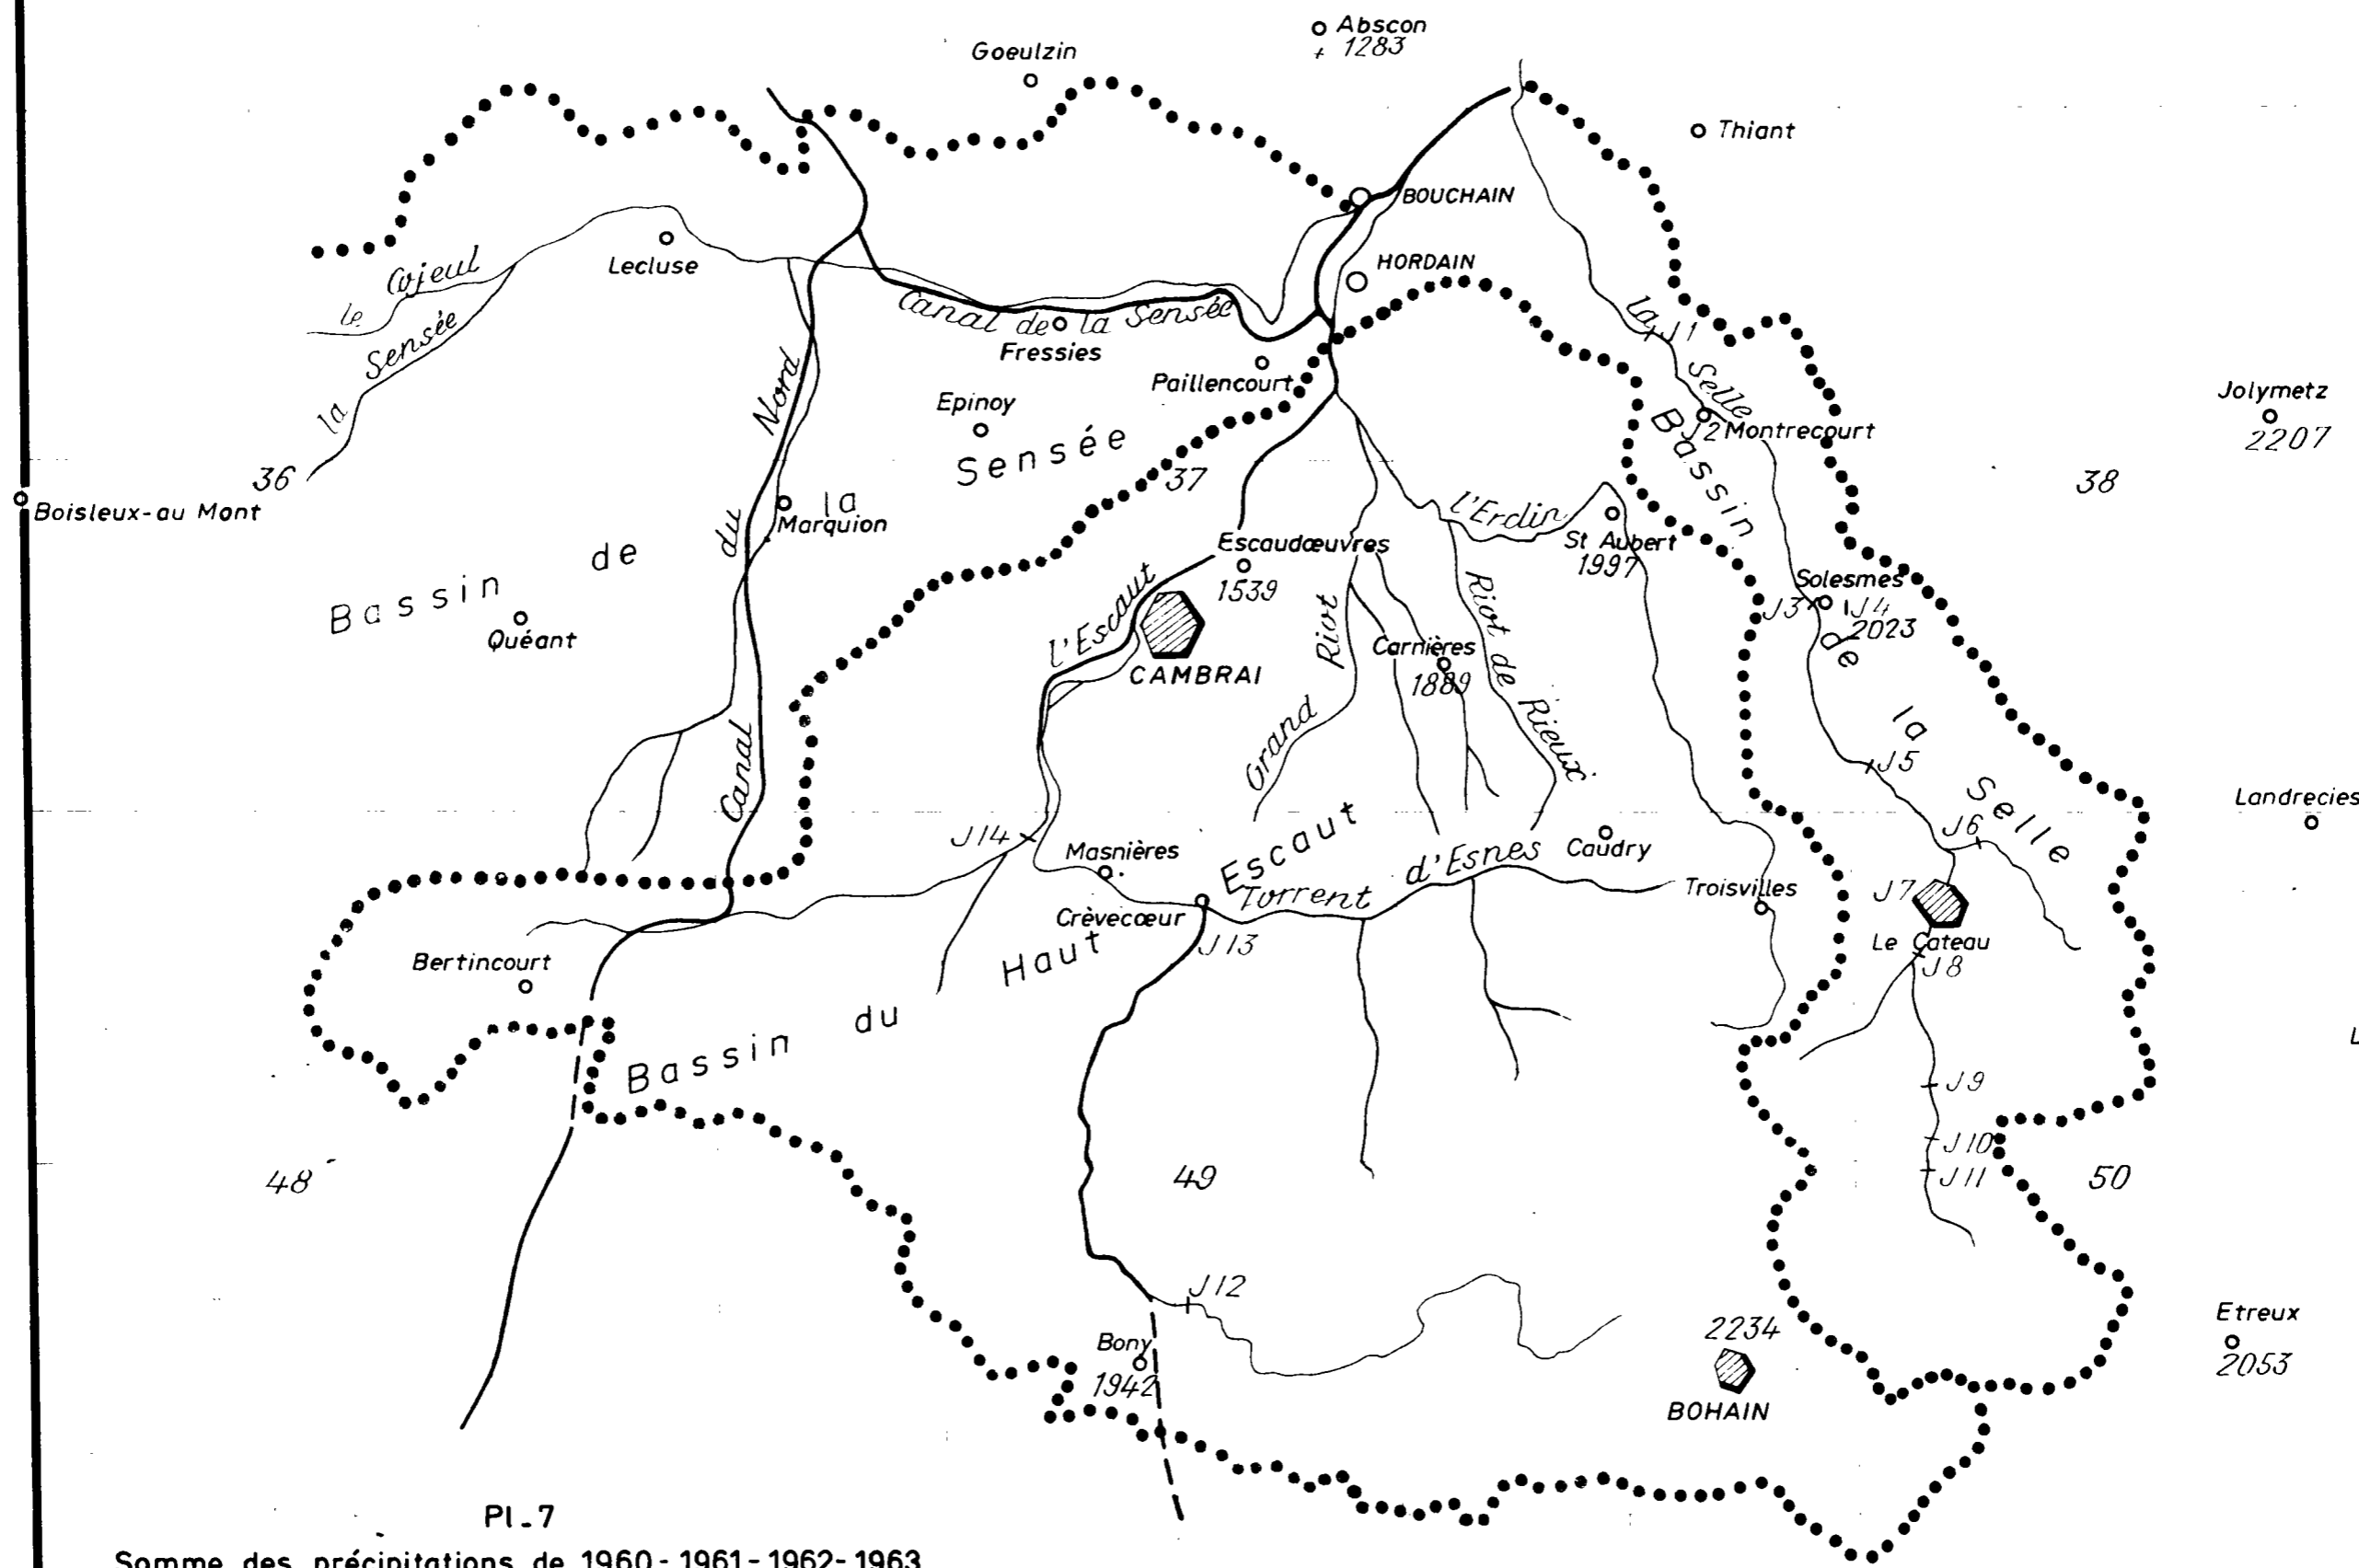 Abscon
1283
Goeulzin
Thiant
BOUCHAIN
HORDAIN
Lecluse
le Cojeul
la Sensée
Canal de la Sensée
Fressies
Paillencourt
Epinoy
la Selle
J1
J2 Montrecourt
Jolymetz
2207
36
37
38
Boisleux-au Mont
Marquion
Bassin de la Sensée
Quéant
Canal du Nord
Escaudœuvres
1539
l'Erclin
St Aubert
1997
Solesmes
J3
J4
2023
Bassin de la Selle
l'Escaut
CAMBRAI
Carnières
1889
Grand Riot
Riot de Rieux
J5
J6
Landrecies
J14
Masnières
Crèvecœur
J13
Torrent d'Esnes
Caudry
Troisvilles
J7
Le Cateau
J8
Bertincourt
Bassin du Haut Escaut
L
J9
J10
J11
48
49
50
J12
Bony
1942
2234
BOHAIN
Etreux
2053
Pl_7
Somme des précipitations de 1960-1961-1962-1963